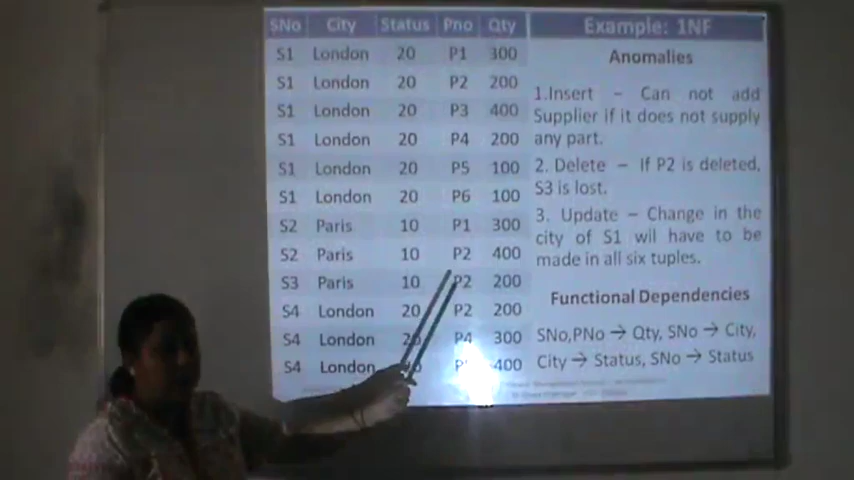 SNo City Status Pno Qty
S1 London 20 P1 300
S1 London 20 P2 200
S1 London 20 P3 400
S1 London 20 P4 200
S1 London 20 P5 100
S1 London 20 P6 100
S2 Paris 10 P1 300
S2 Paris 10 P2 400
S3 Paris 10 P2 200
S4 London 20 P2 200
S4 London 20 P4 300
S4 London 400
Example: 1NF
Anomalies
1.Insert – Can not add
Supplier if it does not supply
any part.
2. Delete – If P2 is deleted,
S3 is lost.
3. Update – Change in the
city of S1 wil have to be
made in all six tuples.
Functional Dependencies
SNo,PNo → Qty, SNo → City,
City → Status, SNo → Status